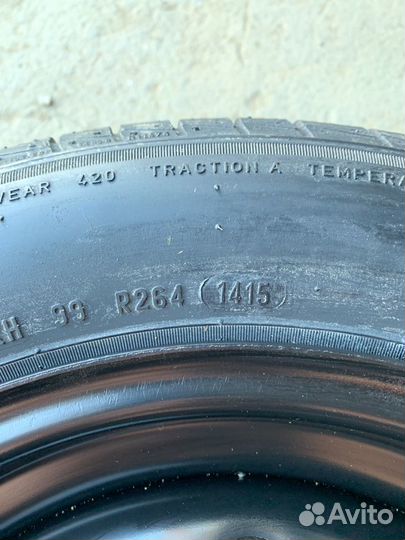 WEAR 420 TRACTION A TEMPERA
H 99 R264 1415
Avito